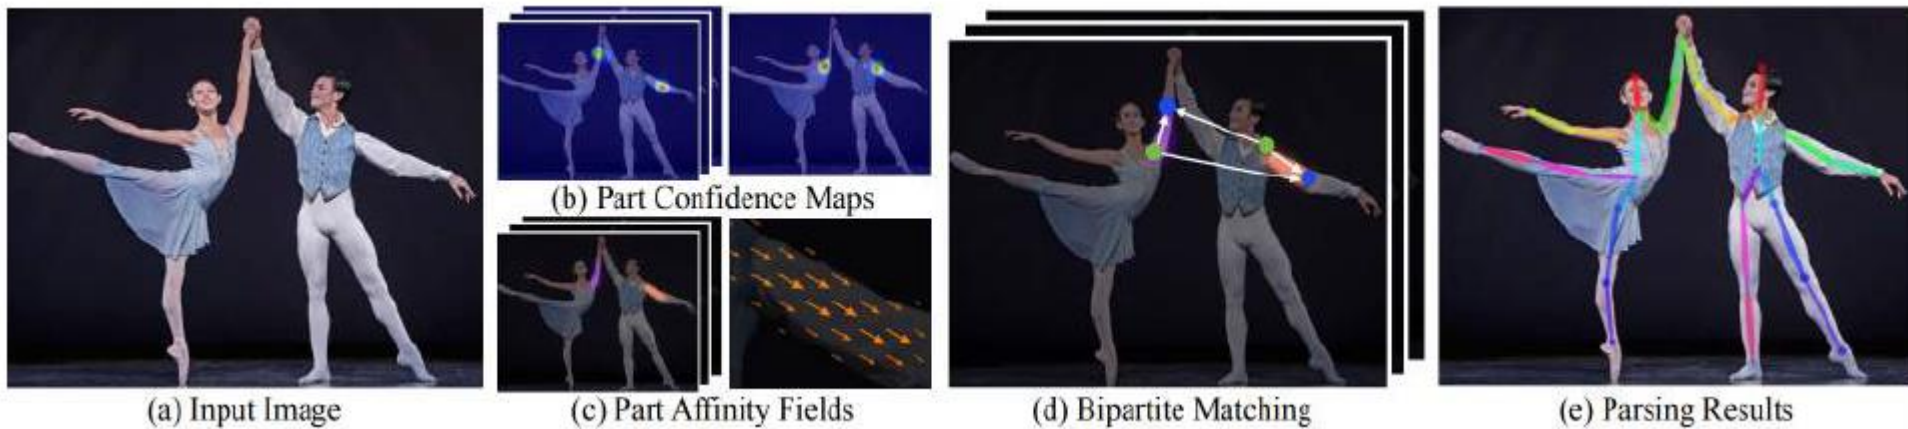 (a) Input Image
(b) Part Confidence Maps
(c) Part Affinity Fields
(d) Bipartite Matching
(e) Parsing Results